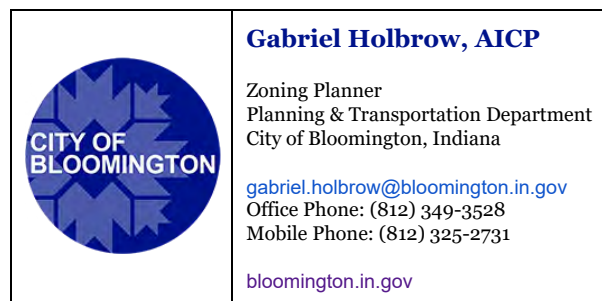 CITY OF
BLOOMINGTON
Gabriel Holbrow, AICP
Zoning Planner
Planning & Transportation Department
City of Bloomington, Indiana
gabriel.holbrow@bloomington.in.gov
Office Phone: (812) 349-3528
Mobile Phone: (812) 325-2731
bloomington.in.gov